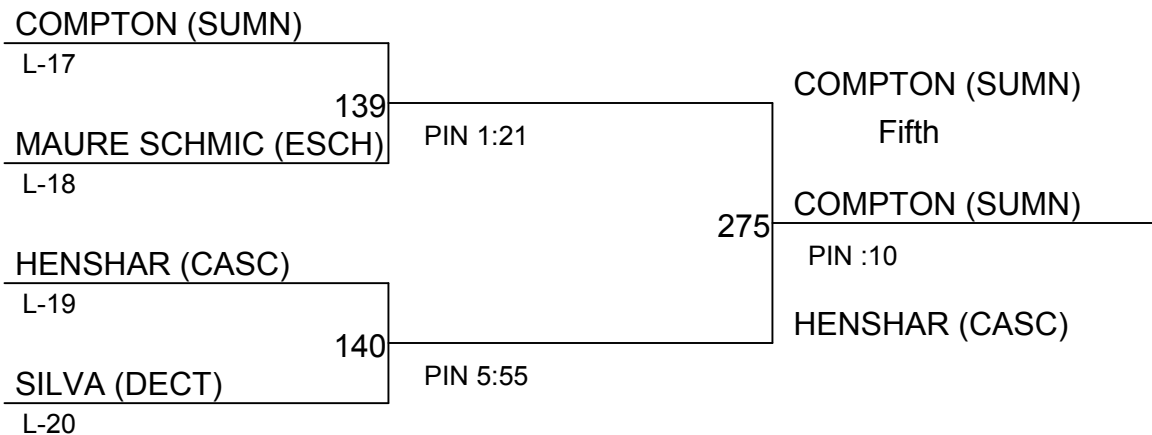 COMPTON (SUMN)
L-17
139
MAURE SCHMIC (ESCH)
L-18
PIN 1:21
HENSHAR (CASC)
L-19
140
SILVA (DECT)
L-20
PIN 5:55
COMPTON (SUMN)
Fifth
275
COMPTON (SUMN)
PIN :10
HENSHAR (CASC)